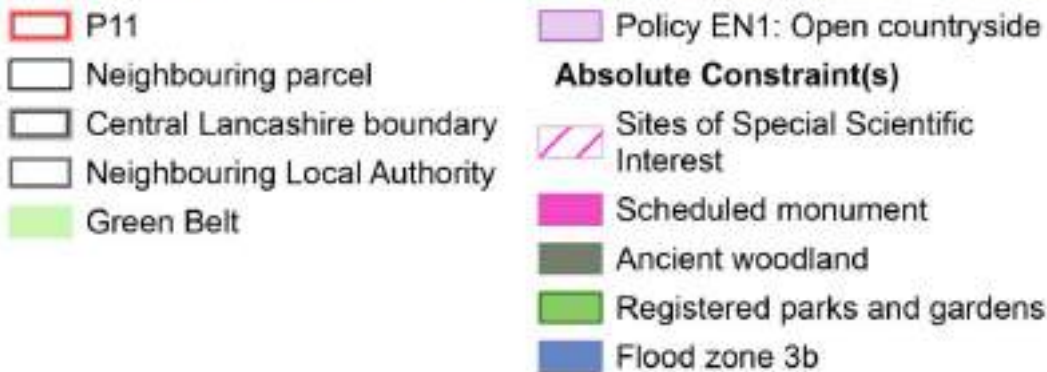 P11
Neighbouring parcel
Central Lancashire boundary
Neighbouring Local Authority
Green Belt
Policy EN1: Open countryside
Absolute Constraint(s)
Sites of Special Scientific
Interest
Scheduled monument
Ancient woodland
Registered parks and gardens
Flood zone 3b